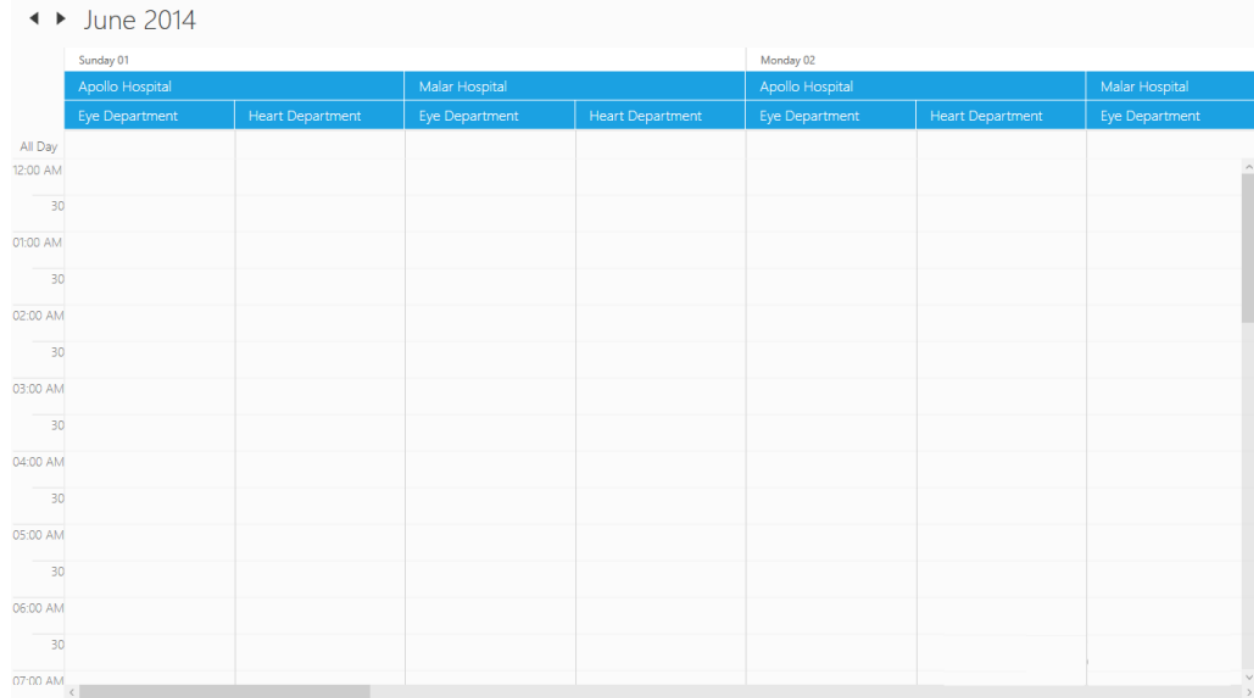 June 2014
Sunday 01 Monday 02
Apollo Hospital Malar Hospital Apollo Hospital Malar Hospital
Eye Department Heart Department Eye Department Heart Department Eye Department Heart Department Eye Department
All Day
12:00 AM
30
01:00 AM
30
02:00 AM
30
03:00 AM
30
04:00 AM
30
05:00 AM
30
06:00 AM
30
07:00 AM